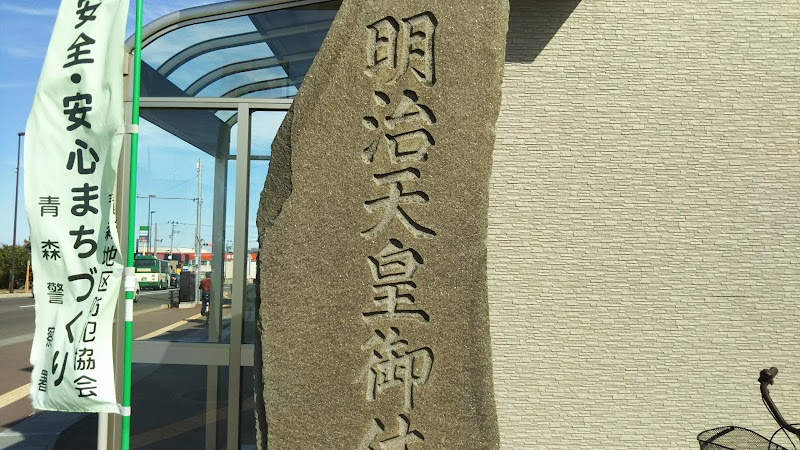 安全・安心まちづくり
青森警察署
地区防犯協会
明治天皇御